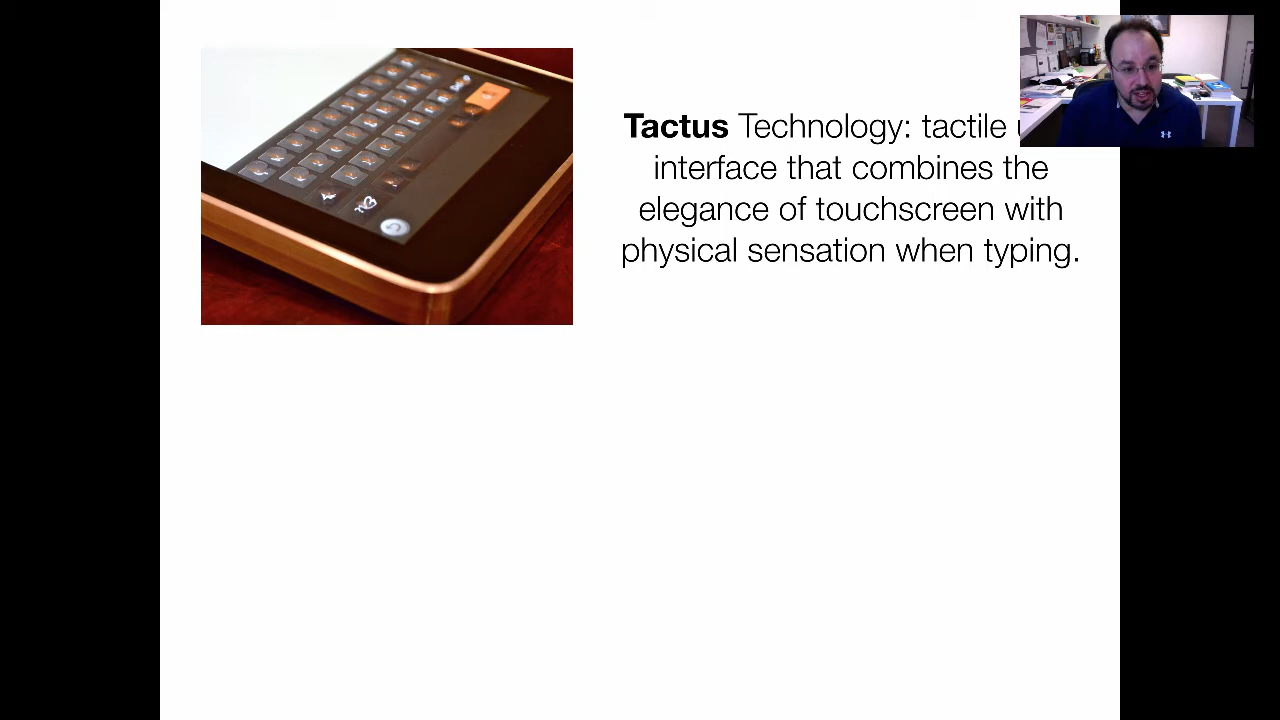 Tactus Technology: tactile
interface that combines the
elegance of touchscreen with
physical sensation when typing.